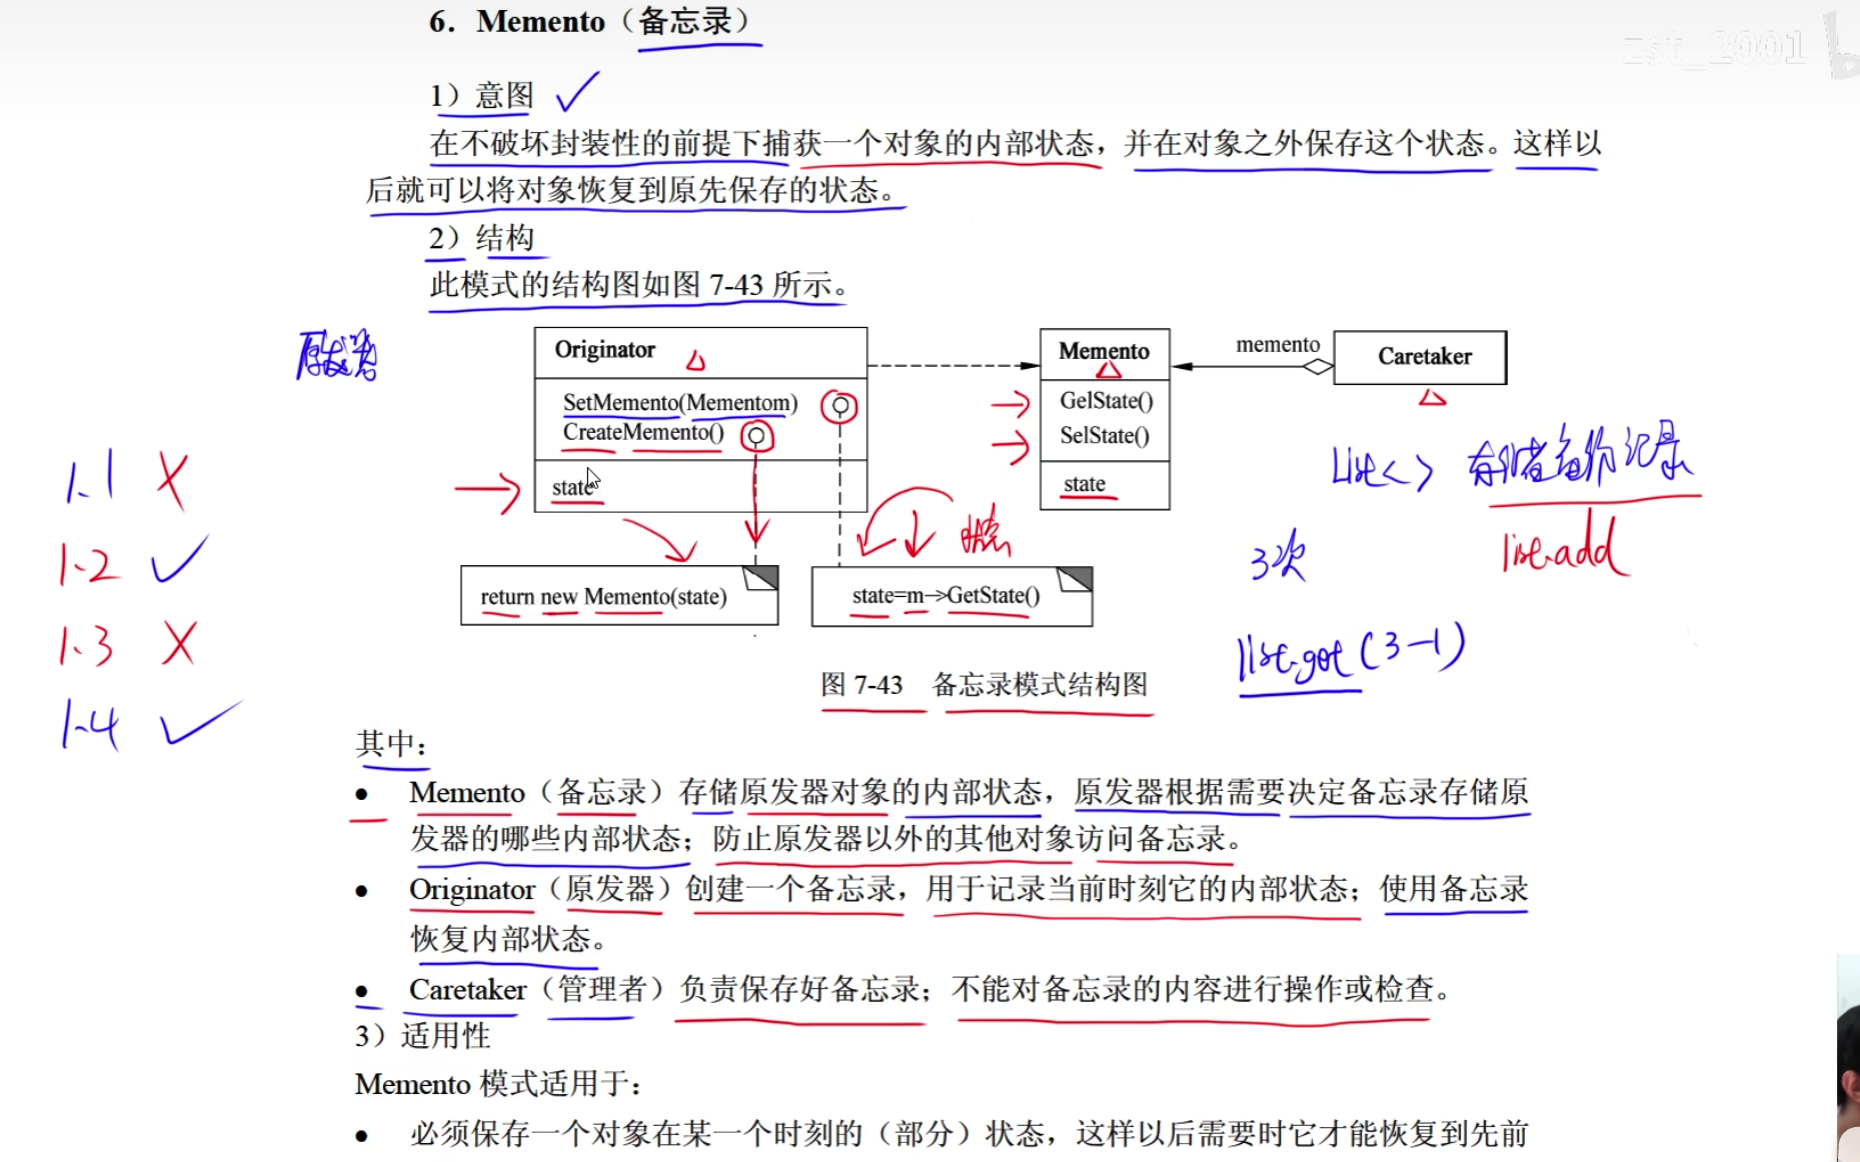 6. Memento（备忘录）
zst_2001
1）意图
在不破坏封装性的前提下捕获一个对象的内部状态，并在对象之外保存这个状态。这样以
后就可以将对象恢复到原先保存的状态。
2）结构
此模式的结构图如图 7-43 所示。
原发器
Originator
SetMemento(Mementom)
CreateMemento()
state
Memento
GelState()
SelState()
state
memento
Caretaker
List<> 存储者备份记录
list.add
3次
list.get(3-1)
状态
return new Memento(state)
state=m->GetState()
1.1
1.2
1.3
1.4
图 7-43 备忘录模式结构图
其中：
● Memento（备忘录）存储原发器对象的内部状态，原发器根据需要决定备忘录存储原
发器的哪些内部状态；防止原发器以外的其他对象访问备忘录。
● Originator（原发器）创建一个备忘录，用于记录当前时刻它的内部状态；使用备忘录
恢复内部状态。
● Caretaker（管理者）负责保存好备忘录；不能对备忘录的内容进行操作或检查。
3）适用性
Memento 模式适用于：
● 必须保存一个对象在某一个时刻的（部分）状态，这样以后需要时它才能恢复到先前